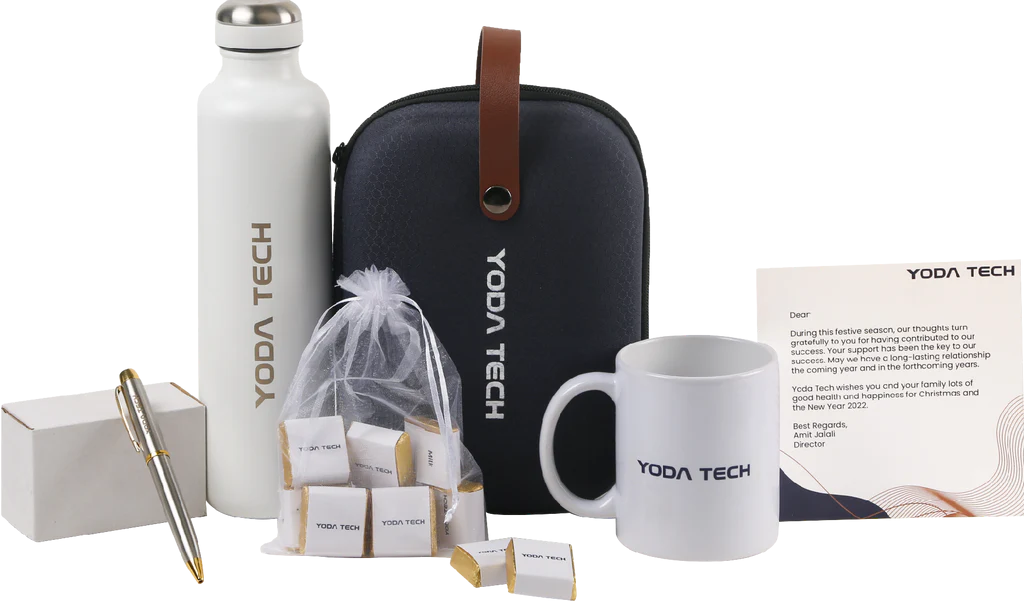 YODA TECH
YODA TECH
YODA TECH
Dear
During this festive season, our thoughts turn
gratefully to you for having contributed to our
success. Your support has been the key to our
success. May we have a long-lasting relationship
the coming year and in the forthcoming years.
Yoda Tech wishes you and your family lots of
good health and happiness for Christmas and
the New Year 2022.
Best Regards,
Amit Jalali
Director
YODA TECH
YODA TECH
YODA TECH
YODA TECH
YODA TECH
YODA TECH
YODA TECH